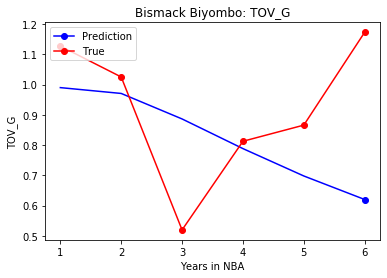 Bismack Biyombo: TOV_G
Prediction
True
1.2
1.1
1.0
0.9
0.8
0.7
0.6
0.5
TOV_G
1 2 3 4 5 6
Years in NBA